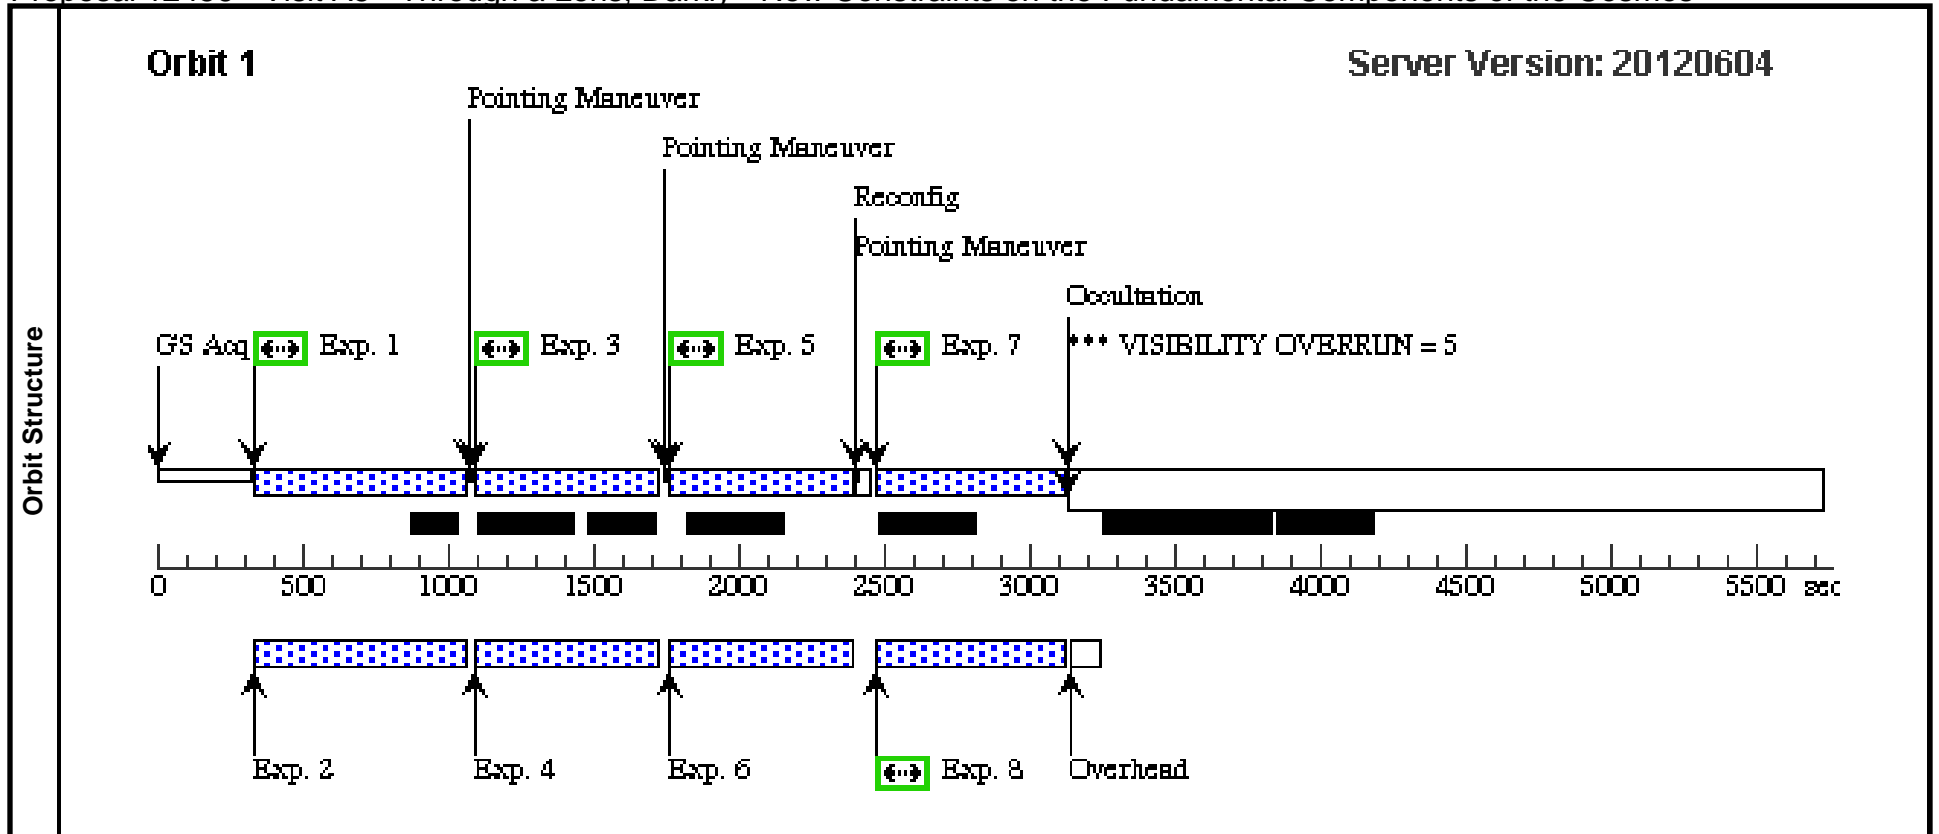 Orbit 1
Server Version: 20120604
Pointing Maneuver
Pointing Maneuver
Reconfig
Pointing Maneuver
Occultation
GS Acq Exp. 1 Exp. 3 Exp. 5 Exp. 7 *** VISIBILITY OVERRUN = 5
Orbit Structure
0 500 1000 1500 2000 2500 3000 3500 4000 4500 5000 5500 sec
Exp. 2 Exp. 4 Exp. 6 Exp. 8 Overhead